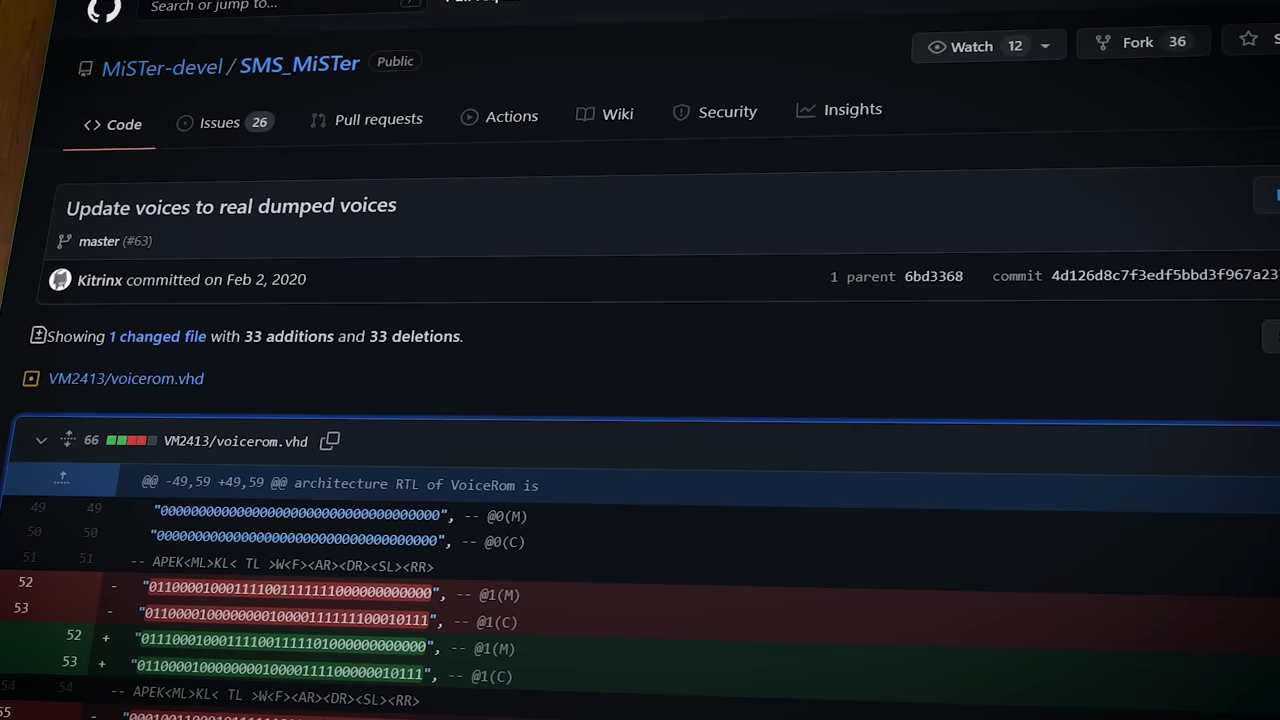 Search or jump to...
MiSTer-devel / SMS_MiSTer Public
Watch 12
Fork 36
Code
Issues 26
Pull requests
Actions
Wiki
Security
Insights
Update voices to real dumped voices
master (#63)
Kitrinx committed on Feb 2, 2020
1 parent 6bd3368 commit 4d126d8c7f3edf5bbd3f967a23
Showing 1 changed file with 33 additions and 33 deletions.
VM2413/voicerom.vhd
66 VM2413/voicerom.vhd
@@ -49,59 +49,59 @@ architecture RTL of VoiceRom is
49 49 "000000000000000000000000000000000000", -- @0(M)
50 50 "000000000000000000000000000000000000", -- @0(C)
51 51 -- APEK<ML>KL< TL >W<F><AR><DR><SL><RR>
52 - "011000010001111001111111000000000000", -- @1(M)
53 - "011000010000000010000111111100010111", -- @1(C)
52 + "011100010001111001111101000000000000", -- @1(M)
53 + "011000010000000010000111100000010111", -- @1(C)
54 54 -- APEK<ML>KL< TL >W<F><AR><DR><SL><RR>